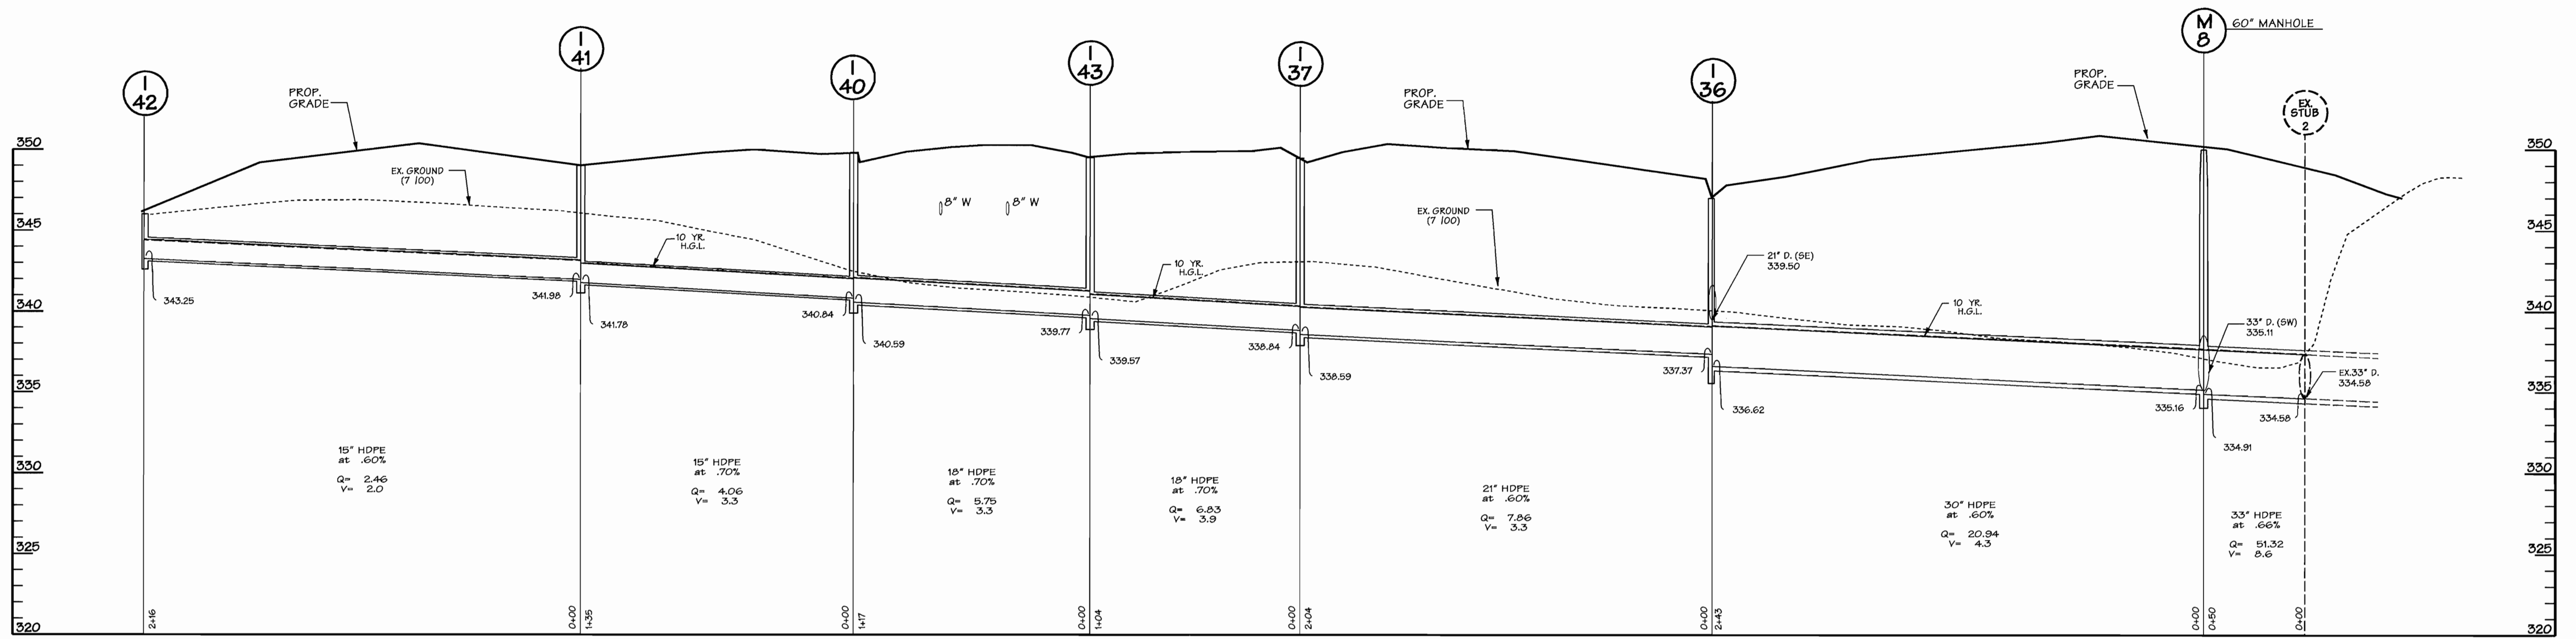 I
42
I
41
I
40
I
43
I
37
I
36
M
8
60" MANHOLE
EX.
STUB
2
PROP.
GRADE
PROP.
GRADE
PROP.
GRADE
EX. GROUND
(7 100)
EX. GROUND
(7 100)
8" W
8" W
10 YR.
H.G.L.
10 YR.
H.G.L.
10 YR.
H.G.L.
21" D. (SE)
339.50
33" D. (SW)
335.11
EX.33" D.
334.58
350
345
340
335
330
325
320
350
345
340
335
330
325
320
343.25
341.98
341.78
340.84
340.59
339.77
339.57
338.84
338.59
337.37
336.62
335.16
334.91
334.58
15" HDPE
at .60%
Q= 2.46
V= 2.0
15" HDPE
at .70%
Q= 4.06
V= 3.3
18" HDPE
at .70%
Q= 5.75
V= 3.3
18" HDPE
at .70%
Q= 6.83
V= 3.9
21" HDPE
at .60%
Q= 7.86
V= 3.3
30" HDPE
at .60%
Q= 20.94
V= 4.3
33" HDPE
at .66%
Q= 51.32
V= 8.6
2+16
0+00
1+35
0+00
1+17
0+00
1+04
0+00
2+04
0+00
2+43
0+00
0+50
0+00